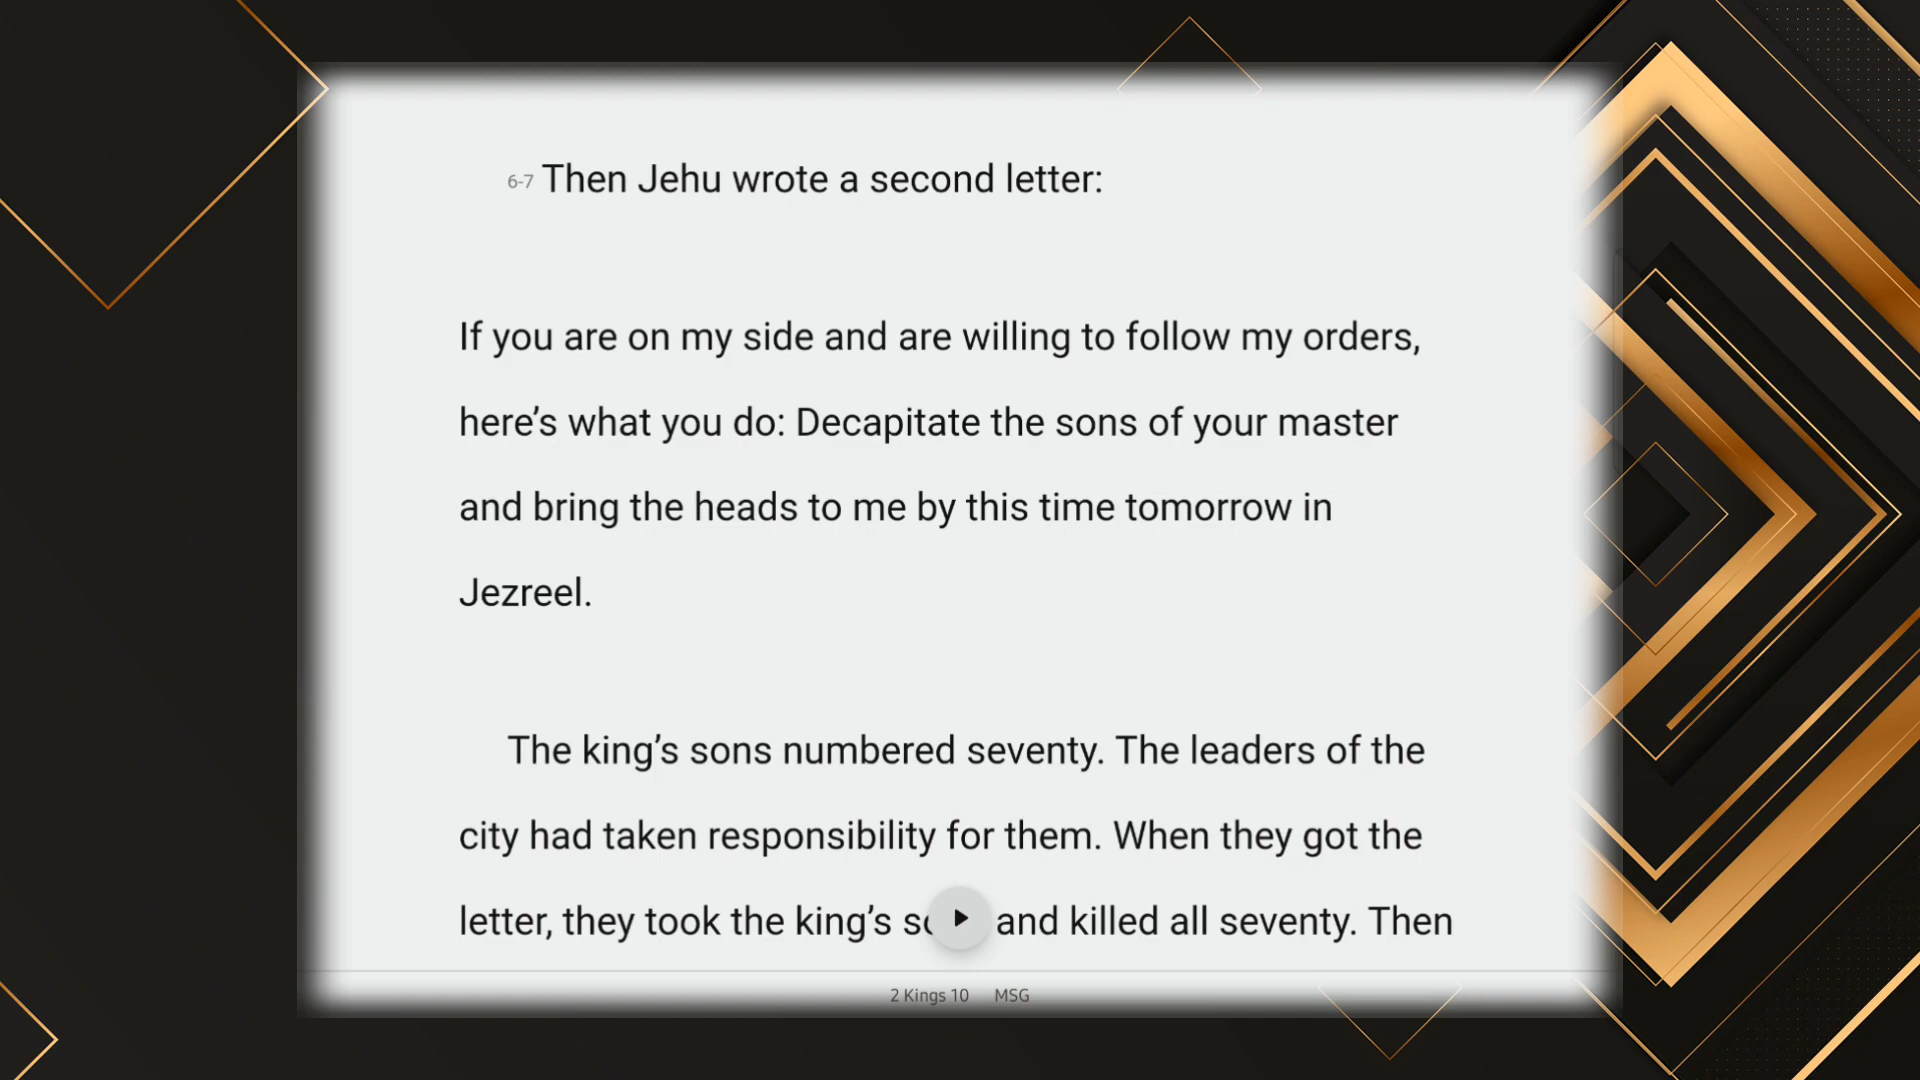 6-7 Then Jehu wrote a second letter:
If you are on my side and are willing to follow my orders,
here’s what you do: Decapitate the sons of your master
and bring the heads to me by this time tomorrow in
Jezreel.
The king’s sons numbered seventy. The leaders of the
city had taken responsibility for them. When they got the
letter, they took the king’s and killed all seventy. Then
2 Kings 10 MSG